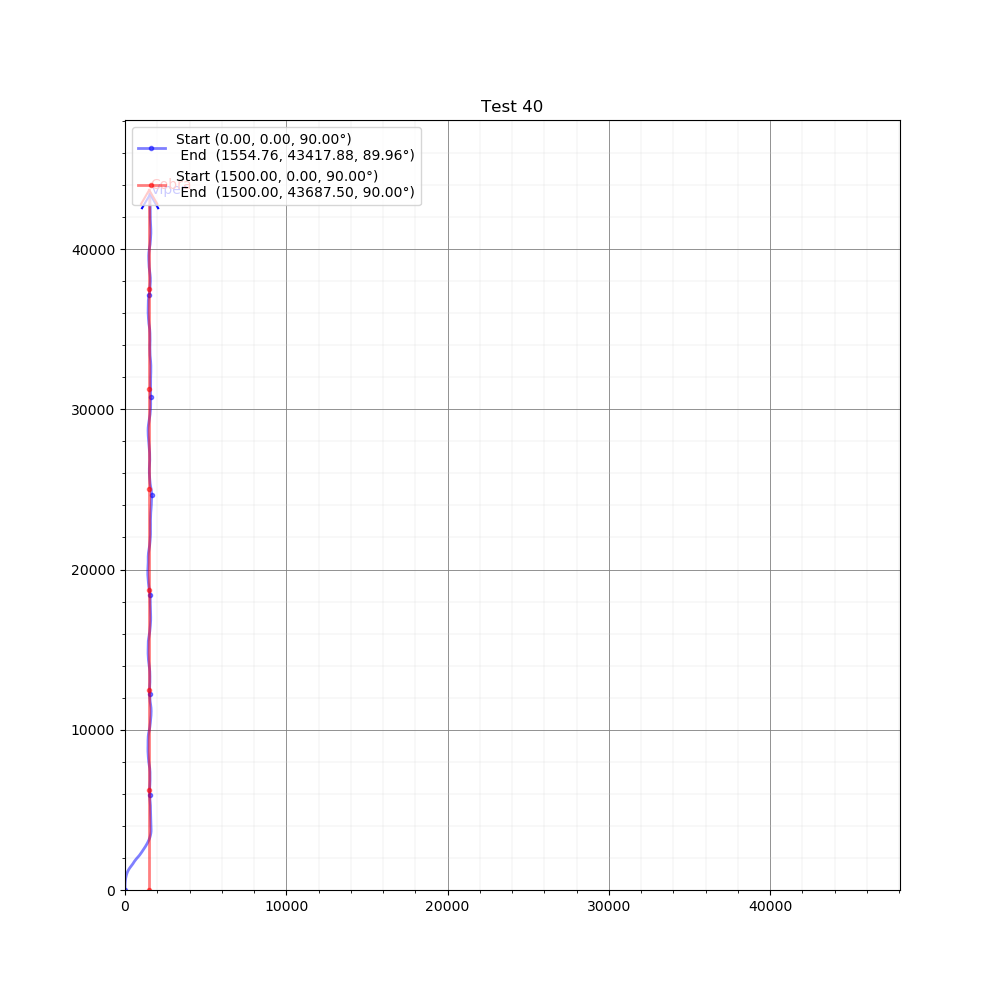 Test 40
Start (0.00, 0.00, 90.00°)
End (1554.76, 43417.88, 89.96°)
Start (1500.00, 0.00, 90.00°)
End (1500.00, 43687.50, 90.00°)
Viper
40000
30000
20000
10000
0
0 10000 20000 30000 40000